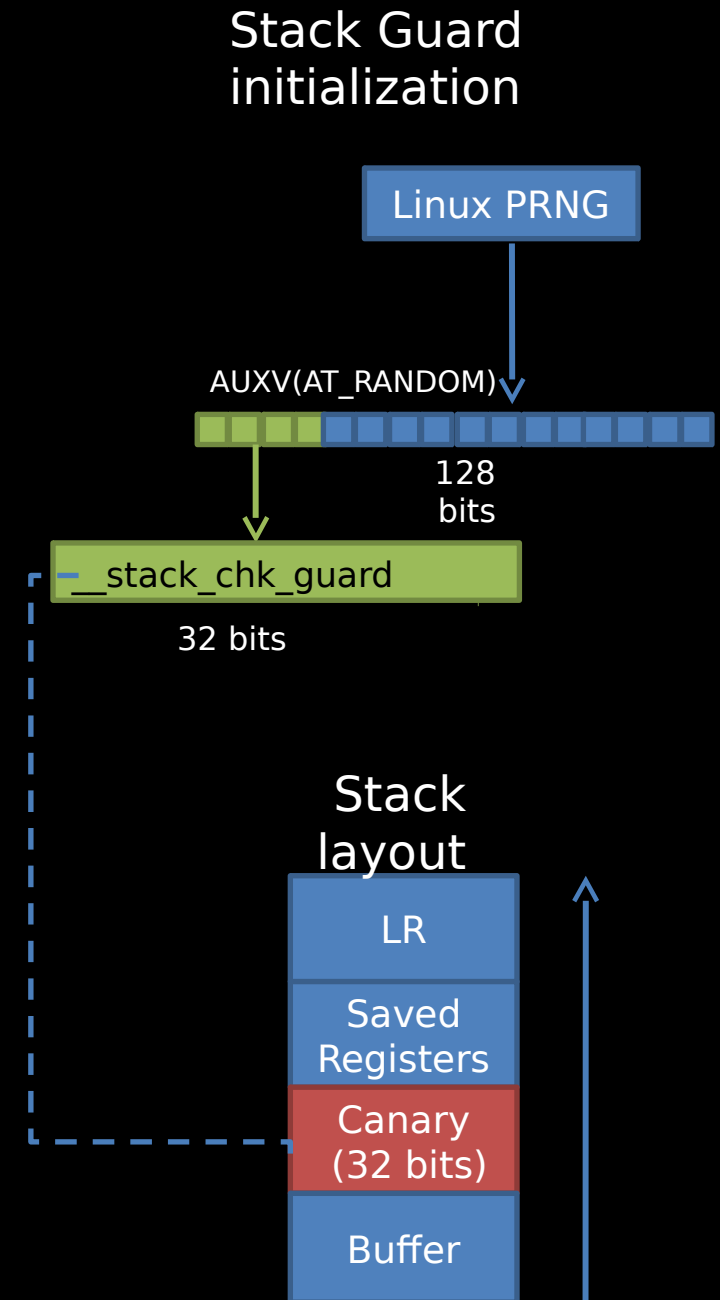 Stack Guard
initialization
Linux PRNG
AUXV(AT_RANDOM)
128
bits
__stack_chk_guard
32 bits
Stack
layout
LR
Saved
Registers
Canary
(32 bits)
Buffer